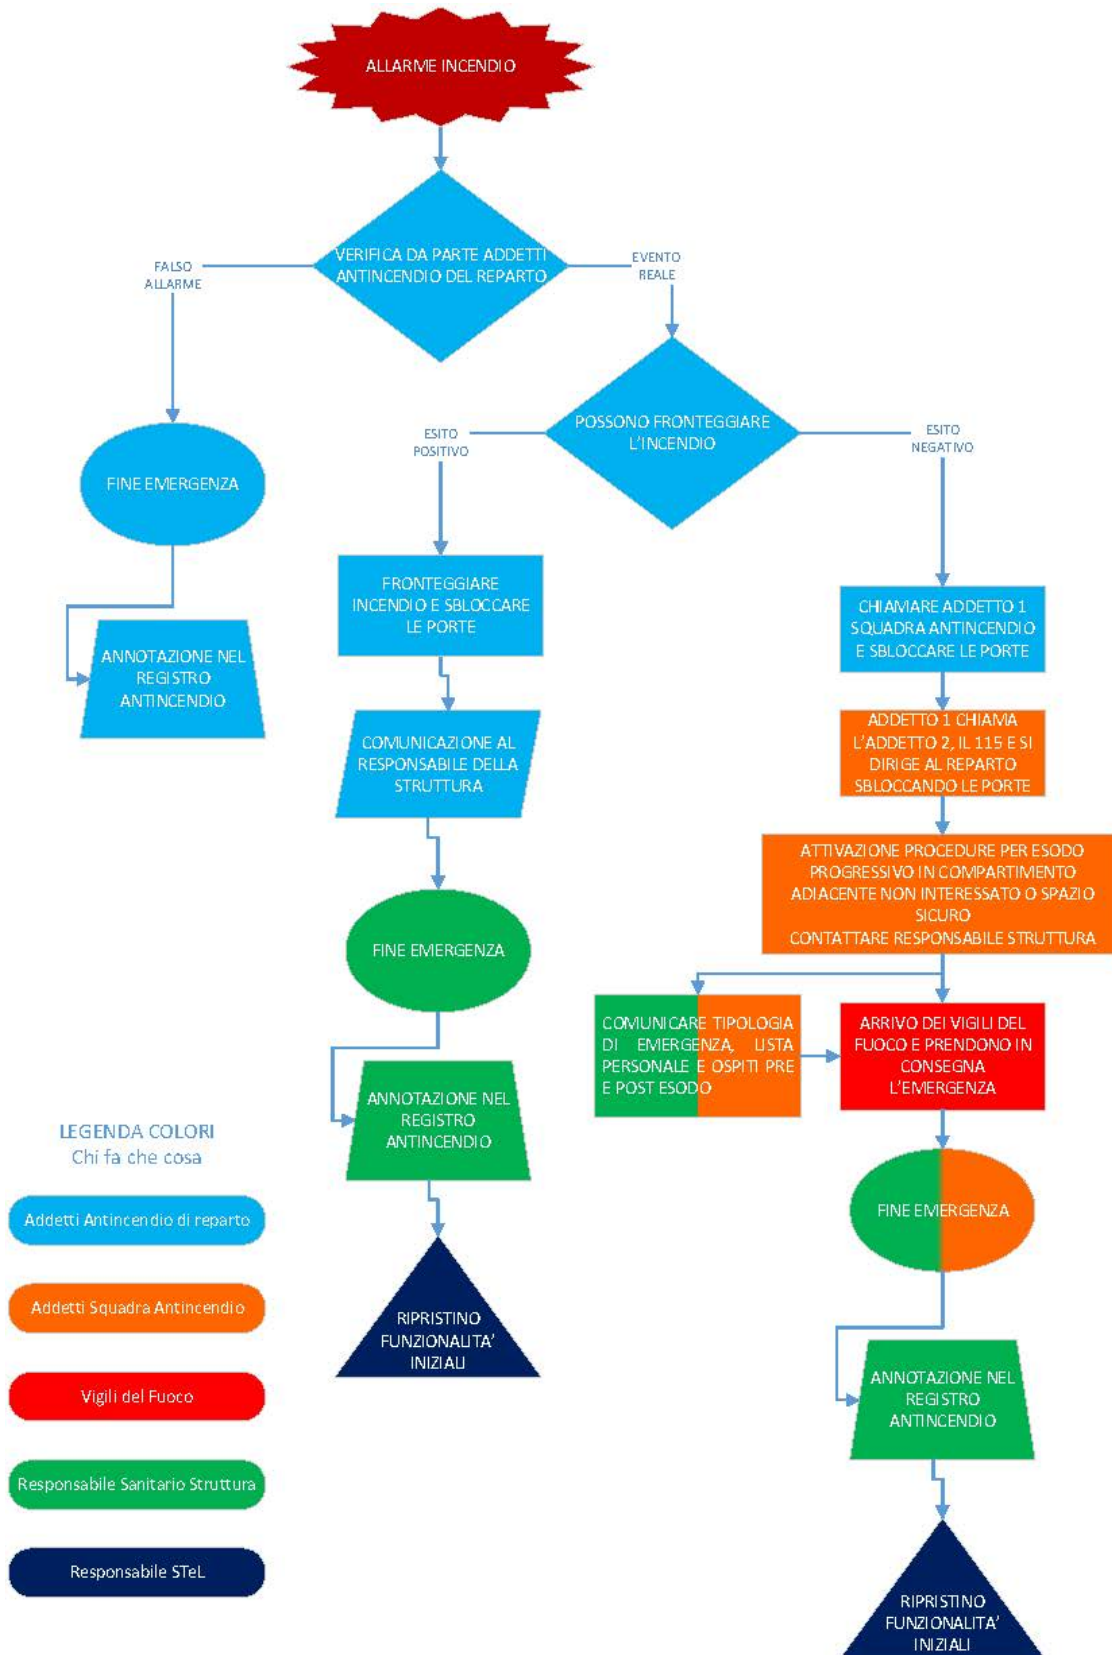 ALLARME INCENDIO
VERIFICA DA PARTE ADDETTI
ANTINCENDIO DEL REPARTO
FALSO
ALLARME
EVENTO
REALE
POSSONO FRONTEGGIARE
L'INCENDIO
ESITO
POSITIVO
ESITO
NEGATIVO
FINE EMERGENZA
ANNOTAZIONE NEL
REGISTRO
ANTINCENDIO
FRONTEGGIARE
INCENDIO E SBLOCCARE
LE PORTE
COMUNICAZIONE AL
RESPONSABILE DELLA
STRUTTURA
FINE EMERGENZA
ANNOTAZIONE NEL
REGISTRO
ANTINCENDIO
RIPRISTINO
FUNZIONALITA'
INIZIALI
CHIAMARE ADDETTO 1
SQUADRA ANTINCENDIO
E SBLOCCARE LE PORTE
ADDETTO 1 CHIAMA
L'ADDETTO 2, IL 115 E SI
DIRIGE AL REPARTO
SBLOCCANDO LE PORTE
ATTIVAZIONE PROCEDURE PER ESODO
PROGRESSIVO IN COMPARTIMENTO
ADIACENTE NON INTERESSATO O SPAZIO
SICURO
CONTATTARE RESPONSABILE STRUTTURA
COMUNICARE TIPOLOGIA
DI EMERGENZA, LISTA
PERSONALE E OSPITI PRE
E POST ESODO
ARRIVO DEI VIGILI DEL
FUOCO E PRENDONO IN
CONSEGNA
L'EMERGENZA
FINE EMERGENZA
ANNOTAZIONE NEL
REGISTRO
ANTINCENDIO
RIPRISTINO
FUNZIONALITA'
INIZIALI
LEGENDA COLORI
Chi fa che cosa
Addetti Antincendio di reparto
Addetti Squadra Antincendio
Vigili del Fuoco
Responsabile Sanitario Struttura
Responsabile STeL